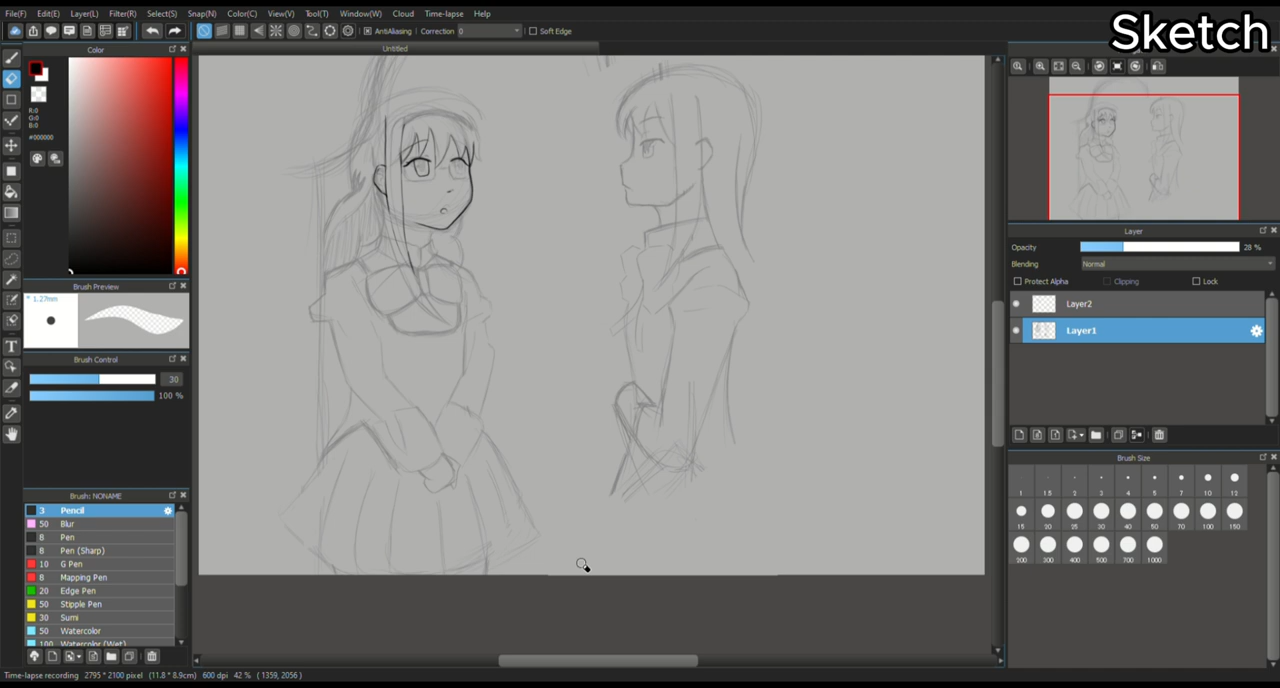 File(F) Edit(E) Layer(L) Filter(R) Select(S) Snap(N) Color(C) View(V) Tool(T) Window(W) Cloud Time-lapse Help
Sketch
AntiAliasing Correction 0 Soft Edge
Color
Untitled
R:0
G:0
B:0
#000000
Brush Preview
* 1.27mm
Brush Control
30
100 %
Brush: NONAME
3 Pencil
50 Blur
8 Pen
8 Pen (Sharp)
10 G Pen
8 Mapping Pen
20 Edge Pen
50 Stipple Pen
30 Sumi
50 Watercolor
100 Watercolor (Wet)
Layer
Opacity 28 %
Blending Normal
Protect Alpha Clipping Lock
Layer2
Layer1
Brush Size
1 1.5 2 3 4 5 7 10 12
15 20 25 30 40 50 70 100 150
200 300 400 500 700 1000
Time-lapse recording 2795 * 2100 pixel (11.8 * 8.9cm) 600 dpi 42 % ( 1359, 2056 )